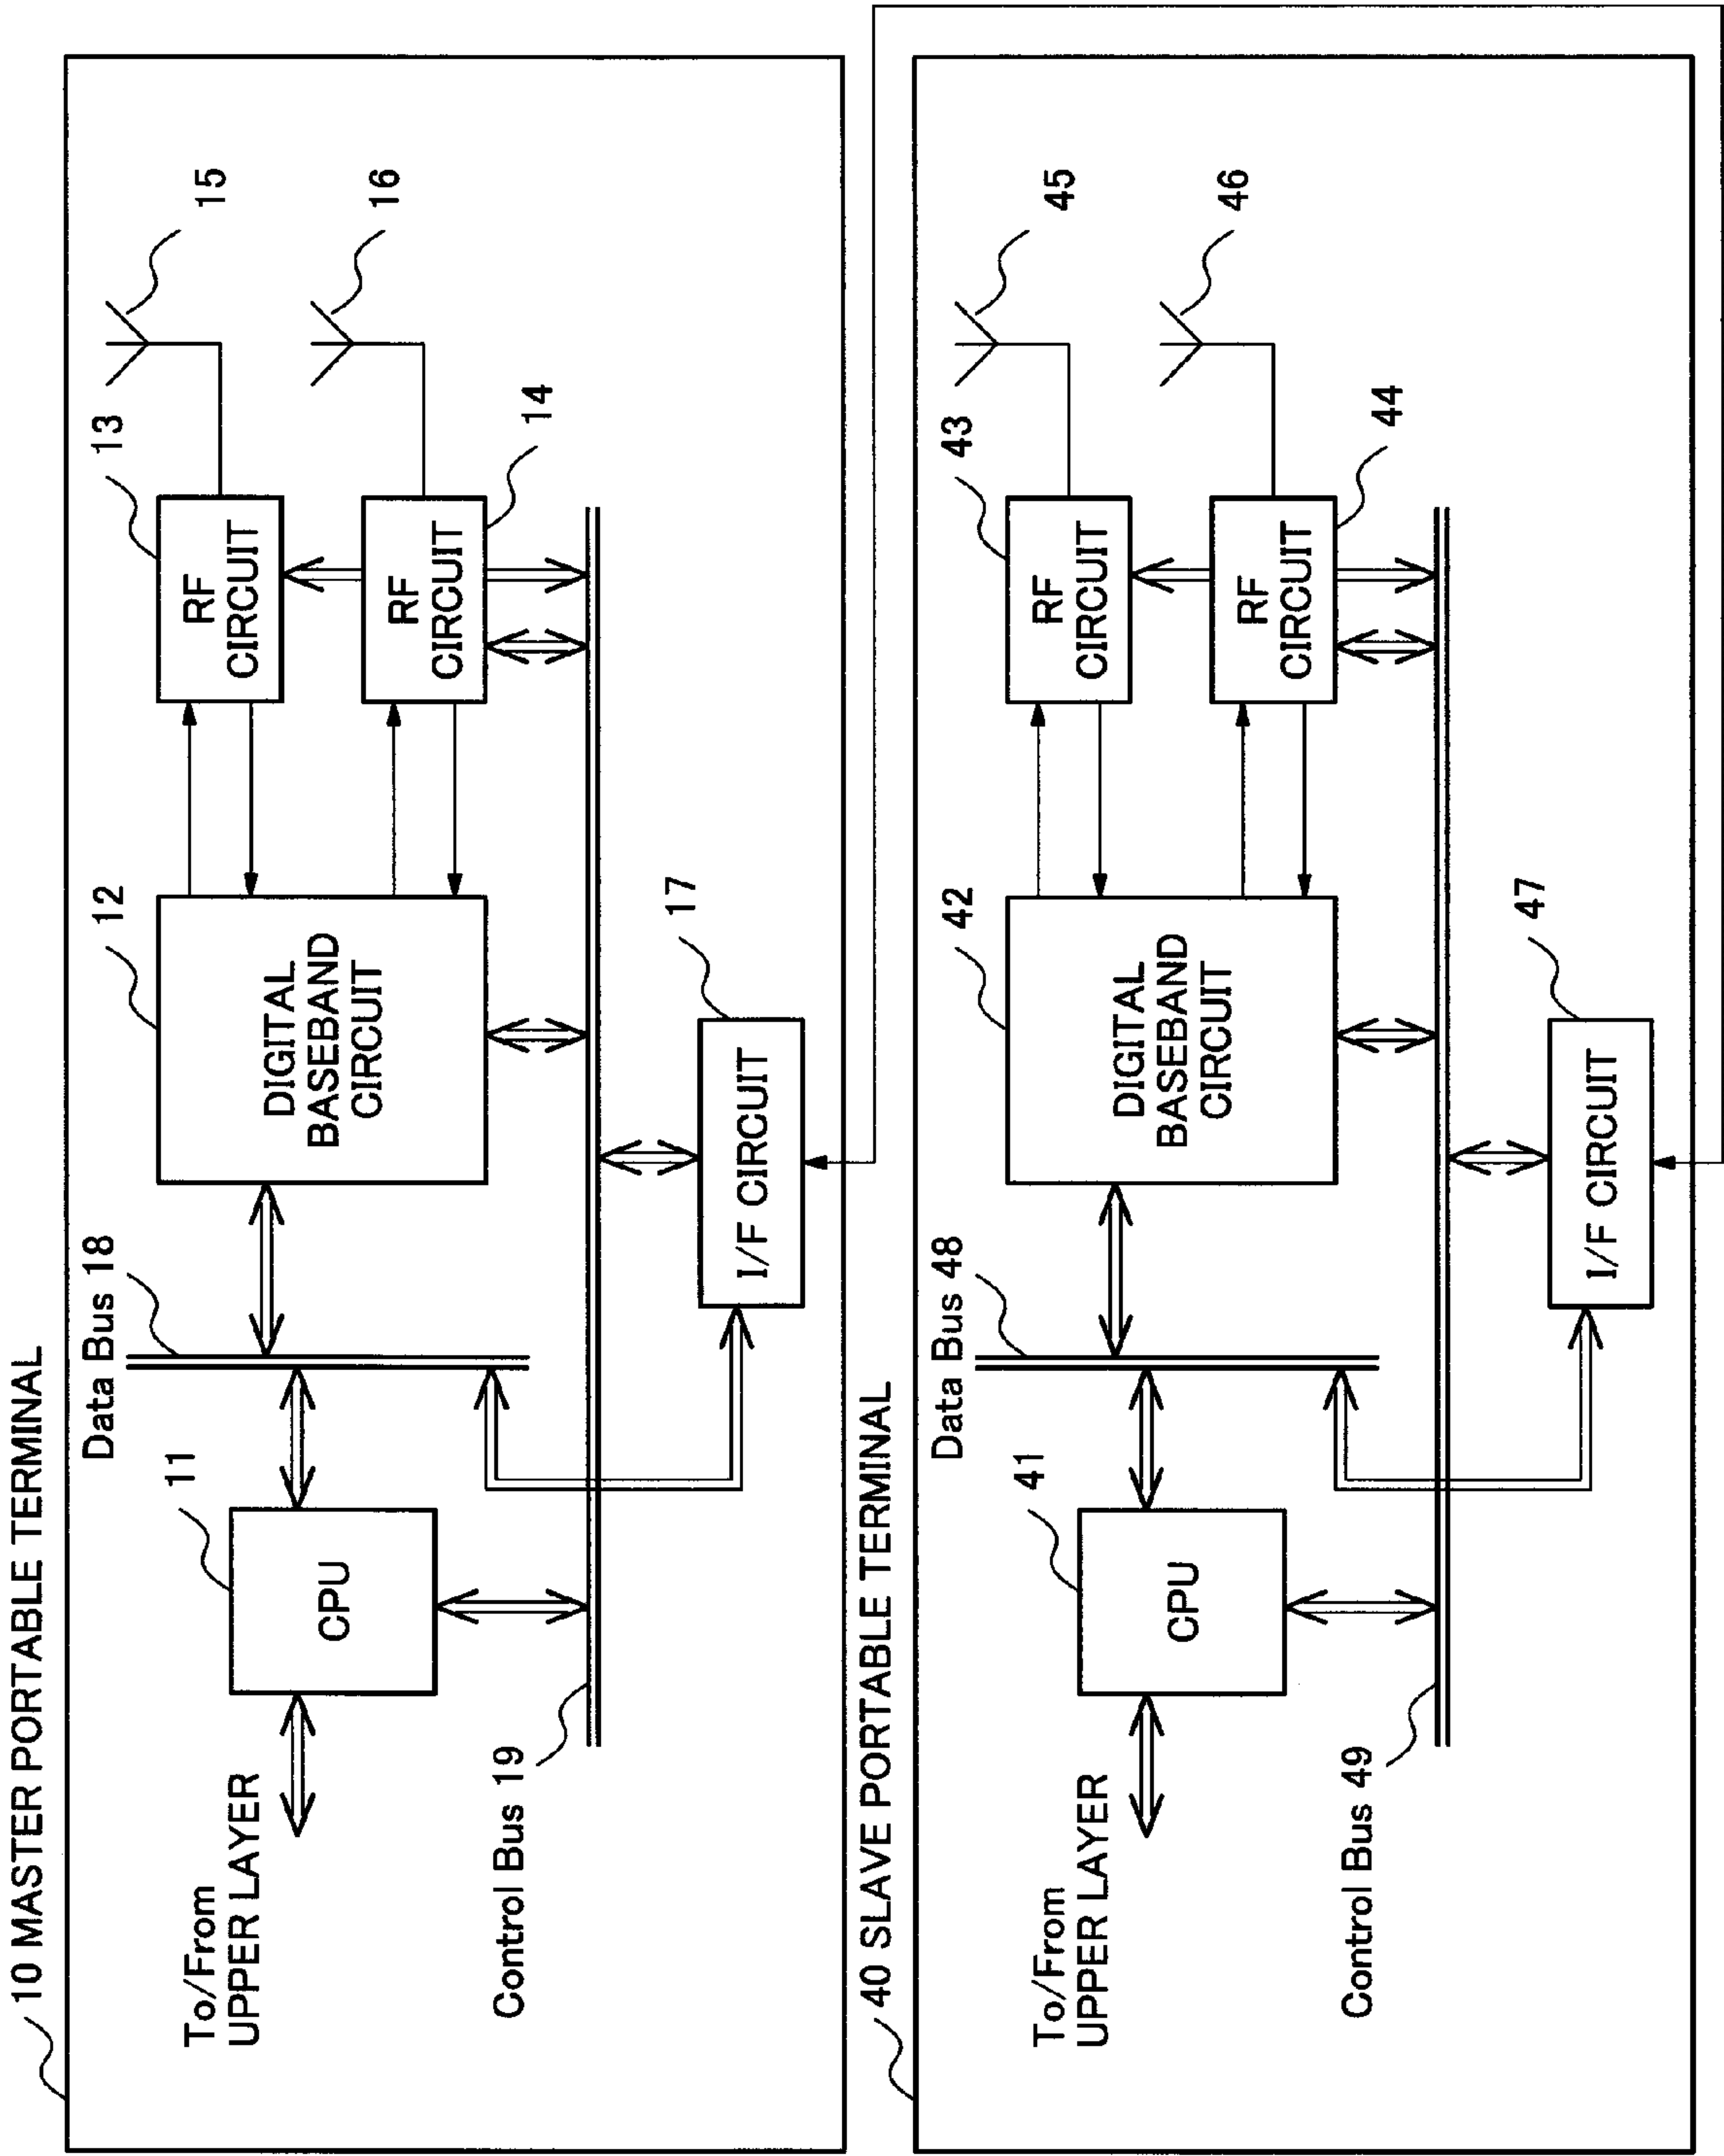 10 MASTER PORTABLE TERMINAL
To/From
UPPER LAYER
11
CPU
Data Bus 18
12
DIGITAL
BASEBAND
CIRCUIT
13
RF
CIRCUIT
15
16
RF
CIRCUIT
14
Control Bus 19
I/F CIRCUIT
17
40 SLAVE PORTABLE TERMINAL
To/From
UPPER LAYER
41
CPU
Data Bus 48
42
DIGITAL
BASEBAND
CIRCUIT
43
RF
CIRCUIT
45
46
RF
CIRCUIT
44
Control Bus 49
I/F CIRCUIT
47